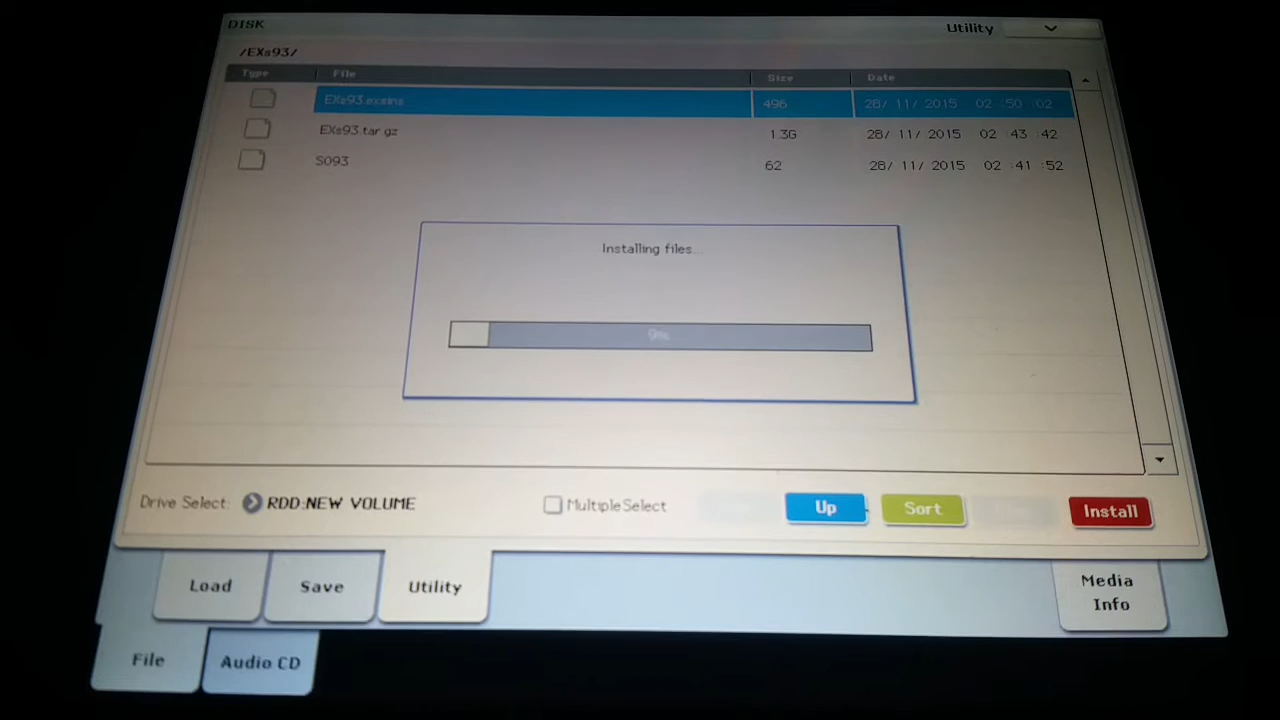 DISK
Utility
/EXs93/
Type File Size Date
EXs93.exsins 496 28/ 11/ 2015 02 :50 :02
EXs93.tar.gz 1.3G 28/ 11/ 2015 02 :43 :42
S093 62 28/ 11/ 2015 02 :41 :52
Installing files...
9%
Drive Select: RDD:NEW VOLUME Multiple Select Up Sort Install
Load Save Utility Media Info
File Audio CD